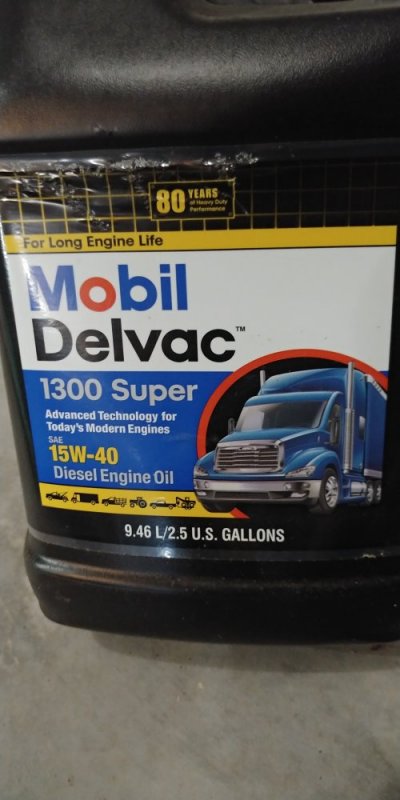 80 YEARS
of Heavy Duty
Performance
For Long Engine Life
Mobil
Delvac™
1300 Super
Advanced Technology for
Today's Modern Engines
SAE
15W-40
Diesel Engine Oil
9.46 L/2.5 U.S. GALLONS